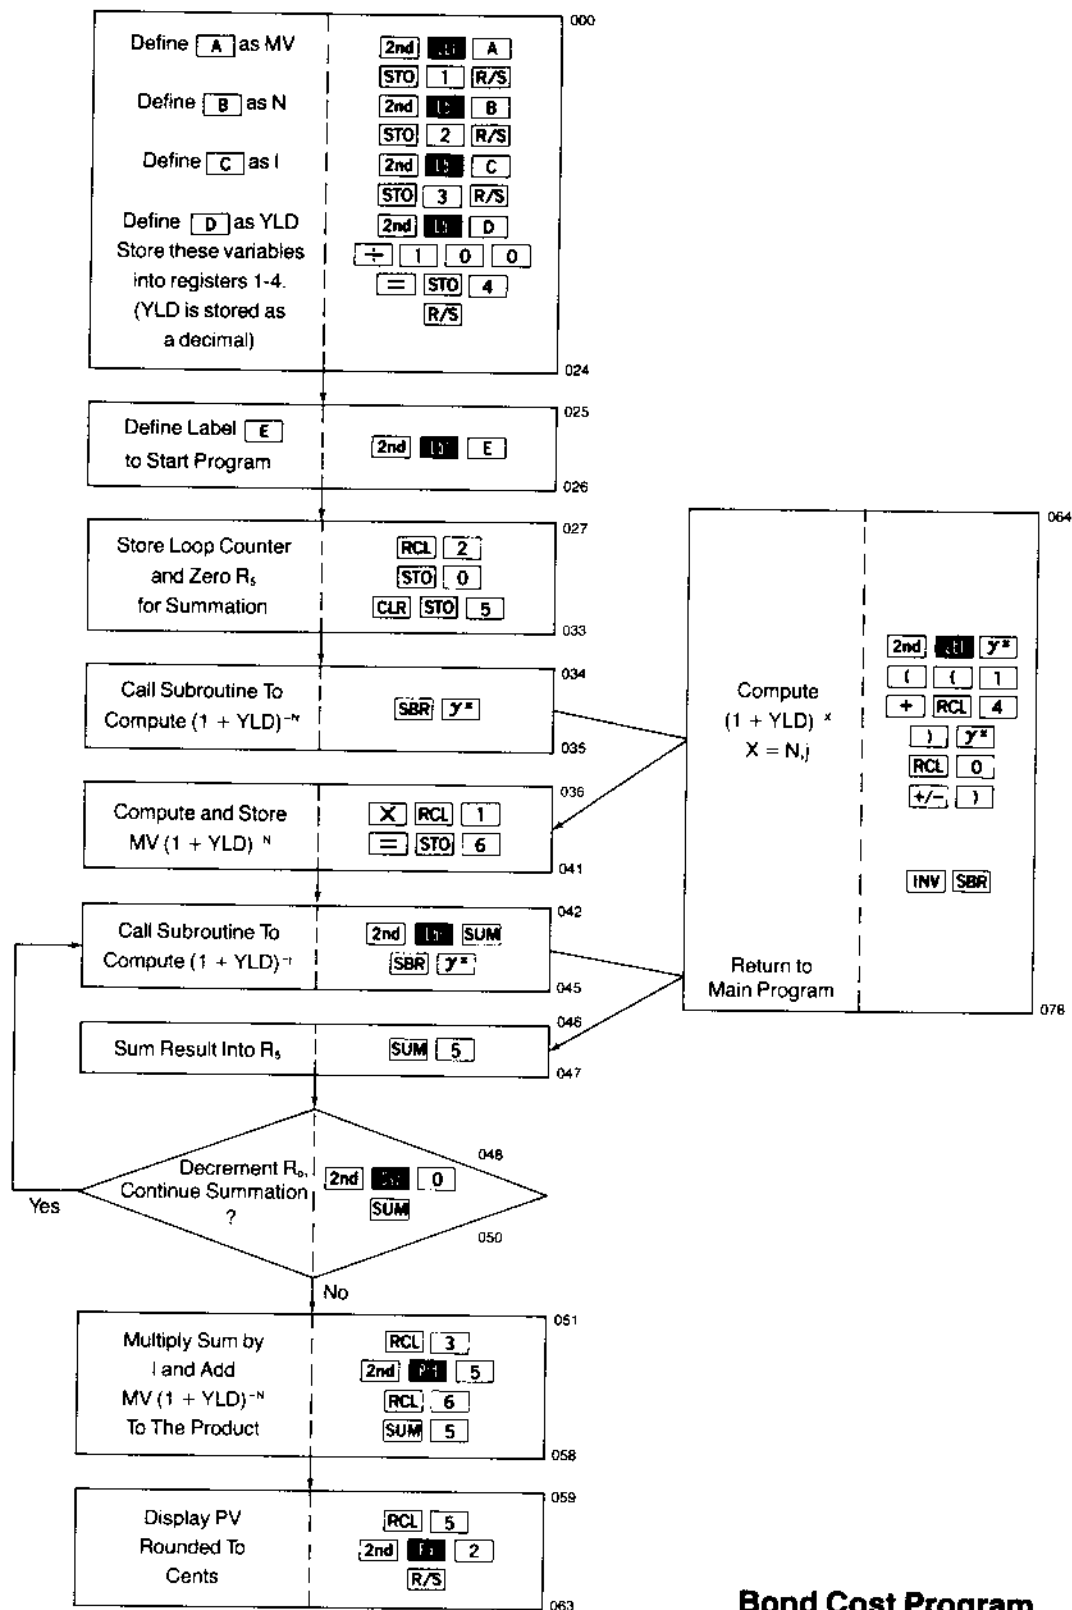 000
Define A as MV
2nd Lbl A
STO 1 R/S
Define B as N
2nd Lbl B
STO 2 R/S
Define C as I
2nd Lbl C
STO 3 R/S
Define D as YLD
2nd Lbl D
Store these variables
÷ 1 0 0
into registers 1-4.
= STO 4
(YLD is stored as
R/S
a decimal)
024
025
Define Label E
to Start Program
2nd Lbl E
026
027
Store Loop Counter
and Zero R5
for Summation
RCL 2
STO 0
CLR STO 5
033
034
Call Subroutine To
Compute (1 + YLD)-N
SBR yx
035
036
Compute and Store
MV (1 + YLD) N
X RCL 1
= STO 6
041
042
Call Subroutine To
Compute (1 + YLD)
2nd Lbl SUM
SBR yx
045
046
Sum Result Into R5
SUM 5
047
048
Decrement R0,
Continue Summation
?
2nd 0
SUM
050
Yes
No
051
Multiply Sum by
I and Add
MV (1 + YLD)-N
To The Product
RCL 3
2nd 5
RCL 6
SUM 5
058
059
Display PV
Rounded To
Cents
RCL 5
2nd 2
R/S
063
064
Compute
(1 + YLD) x
X = N,j
2nd Lbl yx
( ( 1
+ RCL 4
) yx
RCL 0
+/- )
INV SBR
Return to
Main Program
076
Bond Cost Program